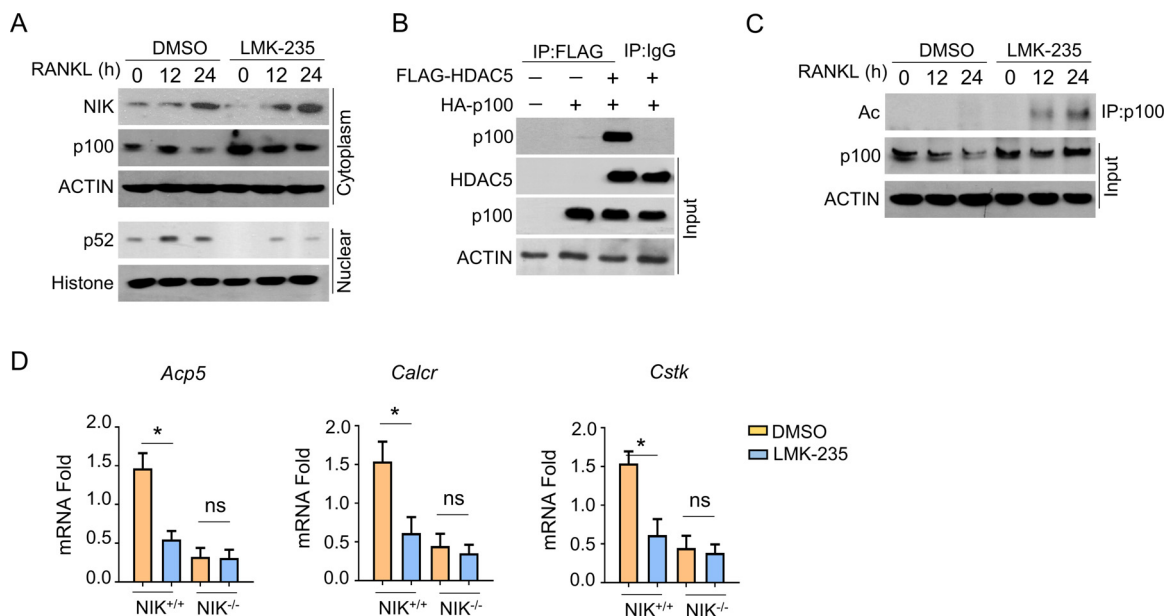 A
DMSO LMK-235
RANKL (h) 0 12 24 0 12 24
NIK
p100
ACTIN
Cytoplasm
p52
Histone
Nuclear
B
IP:FLAG IP:IgG
FLAG-HDAC5 – – + +
HA-p100 – + + +
p100
HDAC5
p100
ACTIN
Input
C
DMSO LMK-235
RANKL (h) 0 12 24 0 12 24
Ac IP:p100
p100
ACTIN
Input
D
Acp5
mRNA Fold
2.0
1.5
1.0
0.5
0.0
* ns
NIK+/+ NIK-/-
Calcr
mRNA Fold
2.0
1.5
1.0
0.5
0.0
* ns
NIK+/+ NIK-/-
Cstk
mRNA Fold
2.0
1.5
1.0
0.5
0.0
* ns
NIK+/+ NIK-/-
DMSO
LMK-235